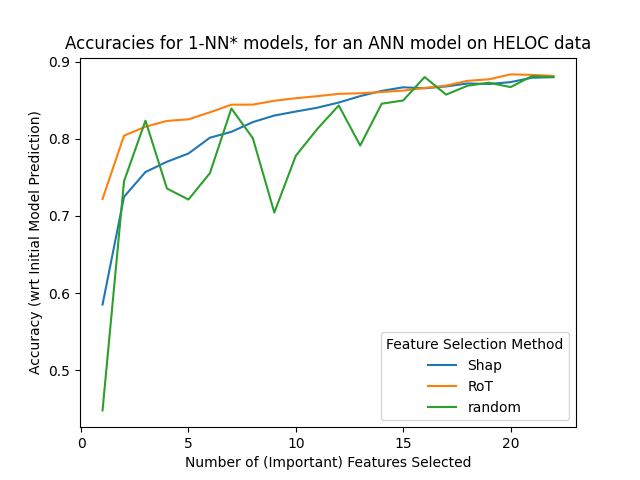 Accuracies for 1-NN* models, for an ANN model on HELOC data
Accuracy (wrt Initial Model Prediction)
0.9
0.8
0.7
0.6
0.5
Feature Selection Method
Shap
RoT
random
0
5
10
15
20
Number of (Important) Features Selected